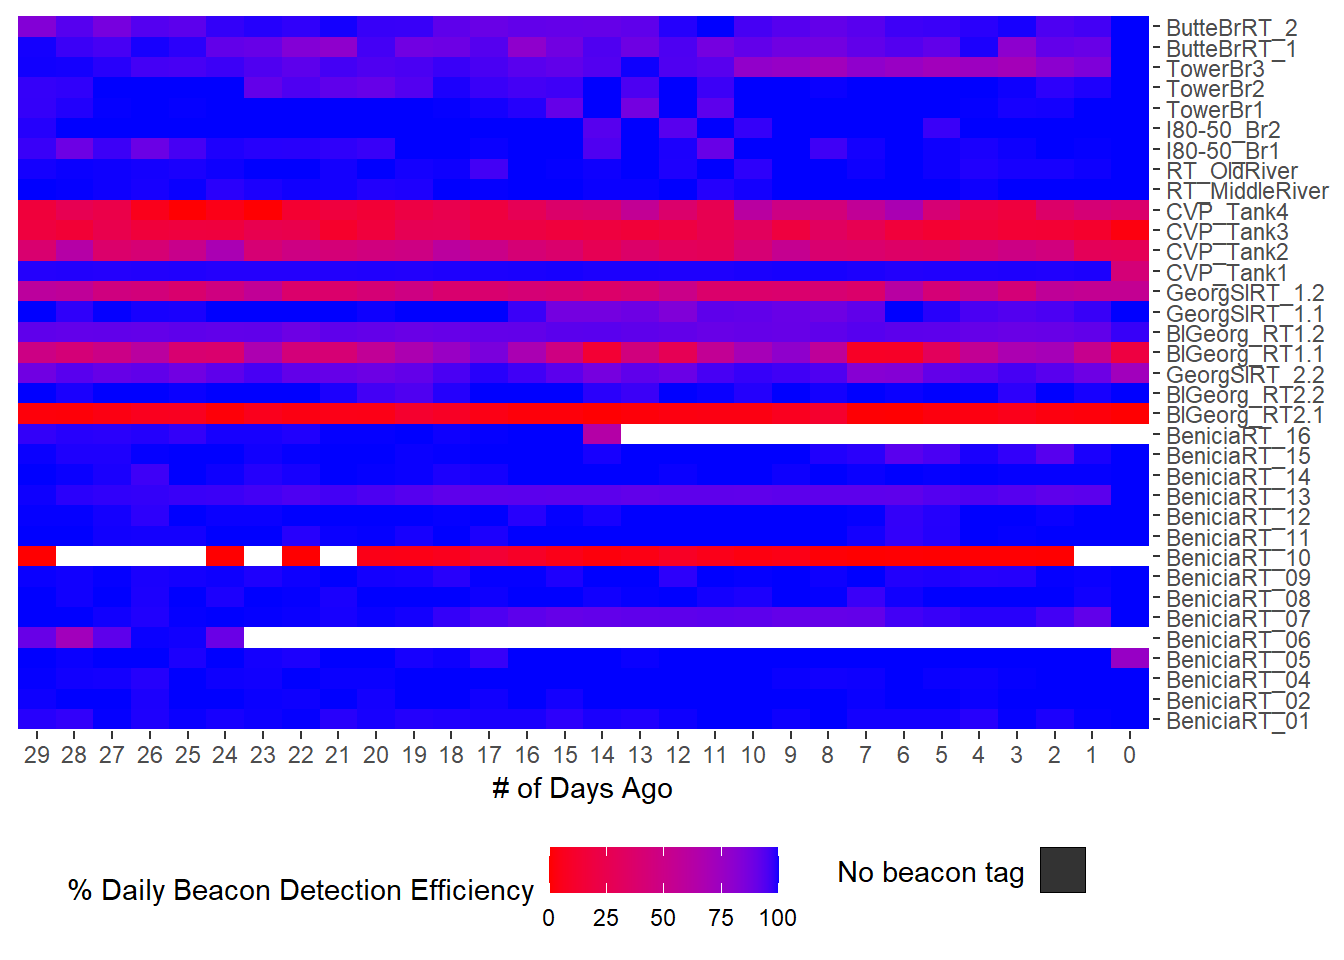 ButteBrRT_2
ButteBrRT_1
TowerBr3
TowerBr2
TowerBr1
I80-50_Br2
I80-50_Br1
RT_OldRiver
RT_MiddleRiver
CVP_Tank4
CVP_Tank3
CVP_Tank2
CVP_Tank1
GeorgSlRT_1.2
GeorgSlRT_1.1
BlGeorg_RT1.2
BlGeorg_RT1.1
GeorgSlRT_2.2
BlGeorg_RT2.2
BlGeorg_RT2.1
BeniciaRT_16
BeniciaRT_15
BeniciaRT_14
BeniciaRT_13
BeniciaRT_12
BeniciaRT_11
BeniciaRT_10
BeniciaRT_09
BeniciaRT_08
BeniciaRT_07
BeniciaRT_06
BeniciaRT_05
BeniciaRT_04
BeniciaRT_02
BeniciaRT_01
29 28 27 26 25 24 23 22 21 20 19 18 17 16 15 14 13 12 11 10 9 8 7 6 5 4 3 2 1 0
# of Days Ago
% Daily Beacon Detection Efficiency
0 25 50 75 100
No beacon tag